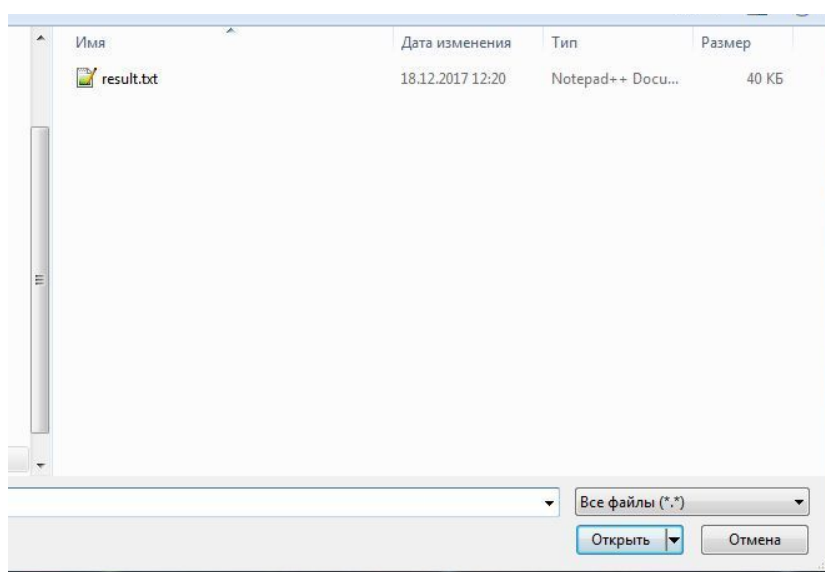 Имя Дата изменения Тип Размер
result.txt 18.12.2017 12:20 Notepad++ Docu... 40 КБ
Все файлы (*.*)
Открыть Отмена